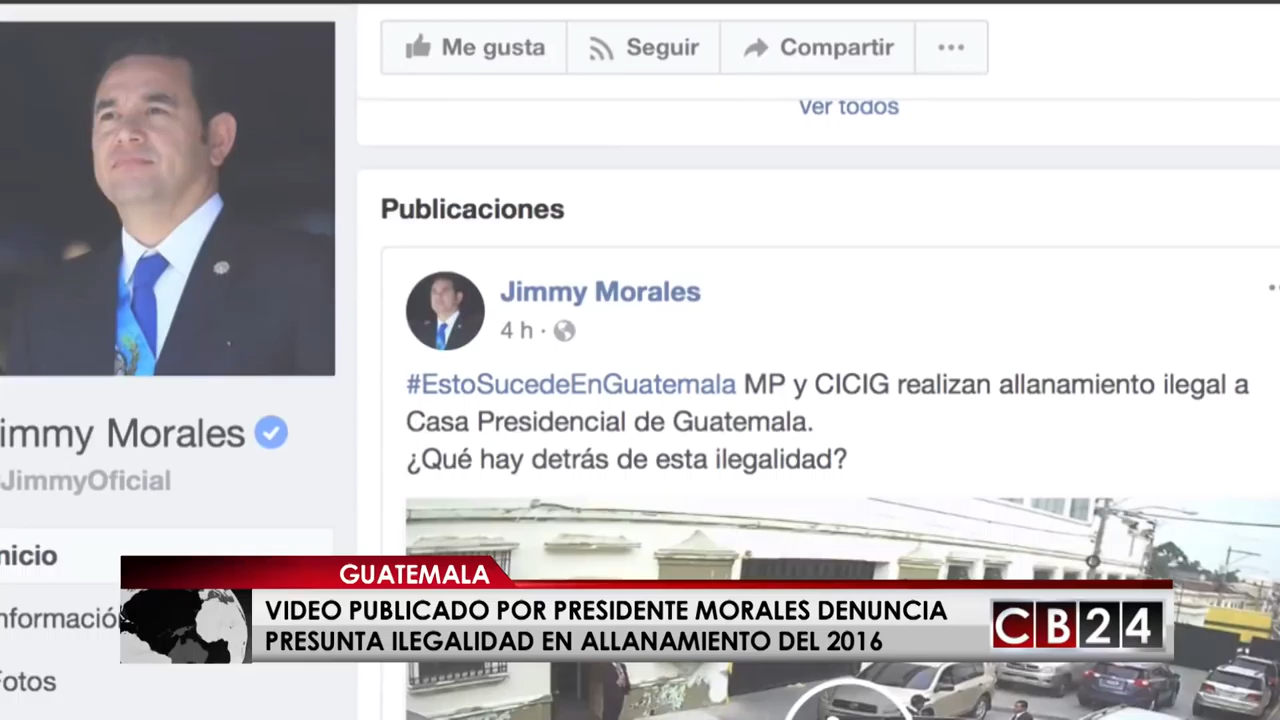 Me gusta
Seguir
Compartir
Ver todos
Publicaciones
Jimmy Morales
4 h ·
#EstoSucedeEnGuatemala MP y CICIG realizan allanamiento ilegal a
Casa Presidencial de Guatemala.
¿Qué hay detrás de esta ilegalidad?
immy Morales
JimmyOficial
nicio
nformació
Fotos
GUATEMALA
VIDEO PUBLICADO POR PRESIDENTE MORALES DENUNCIA
PRESUNTA ILEGALIDAD EN ALLANAMIENTO DEL 2016
CB24